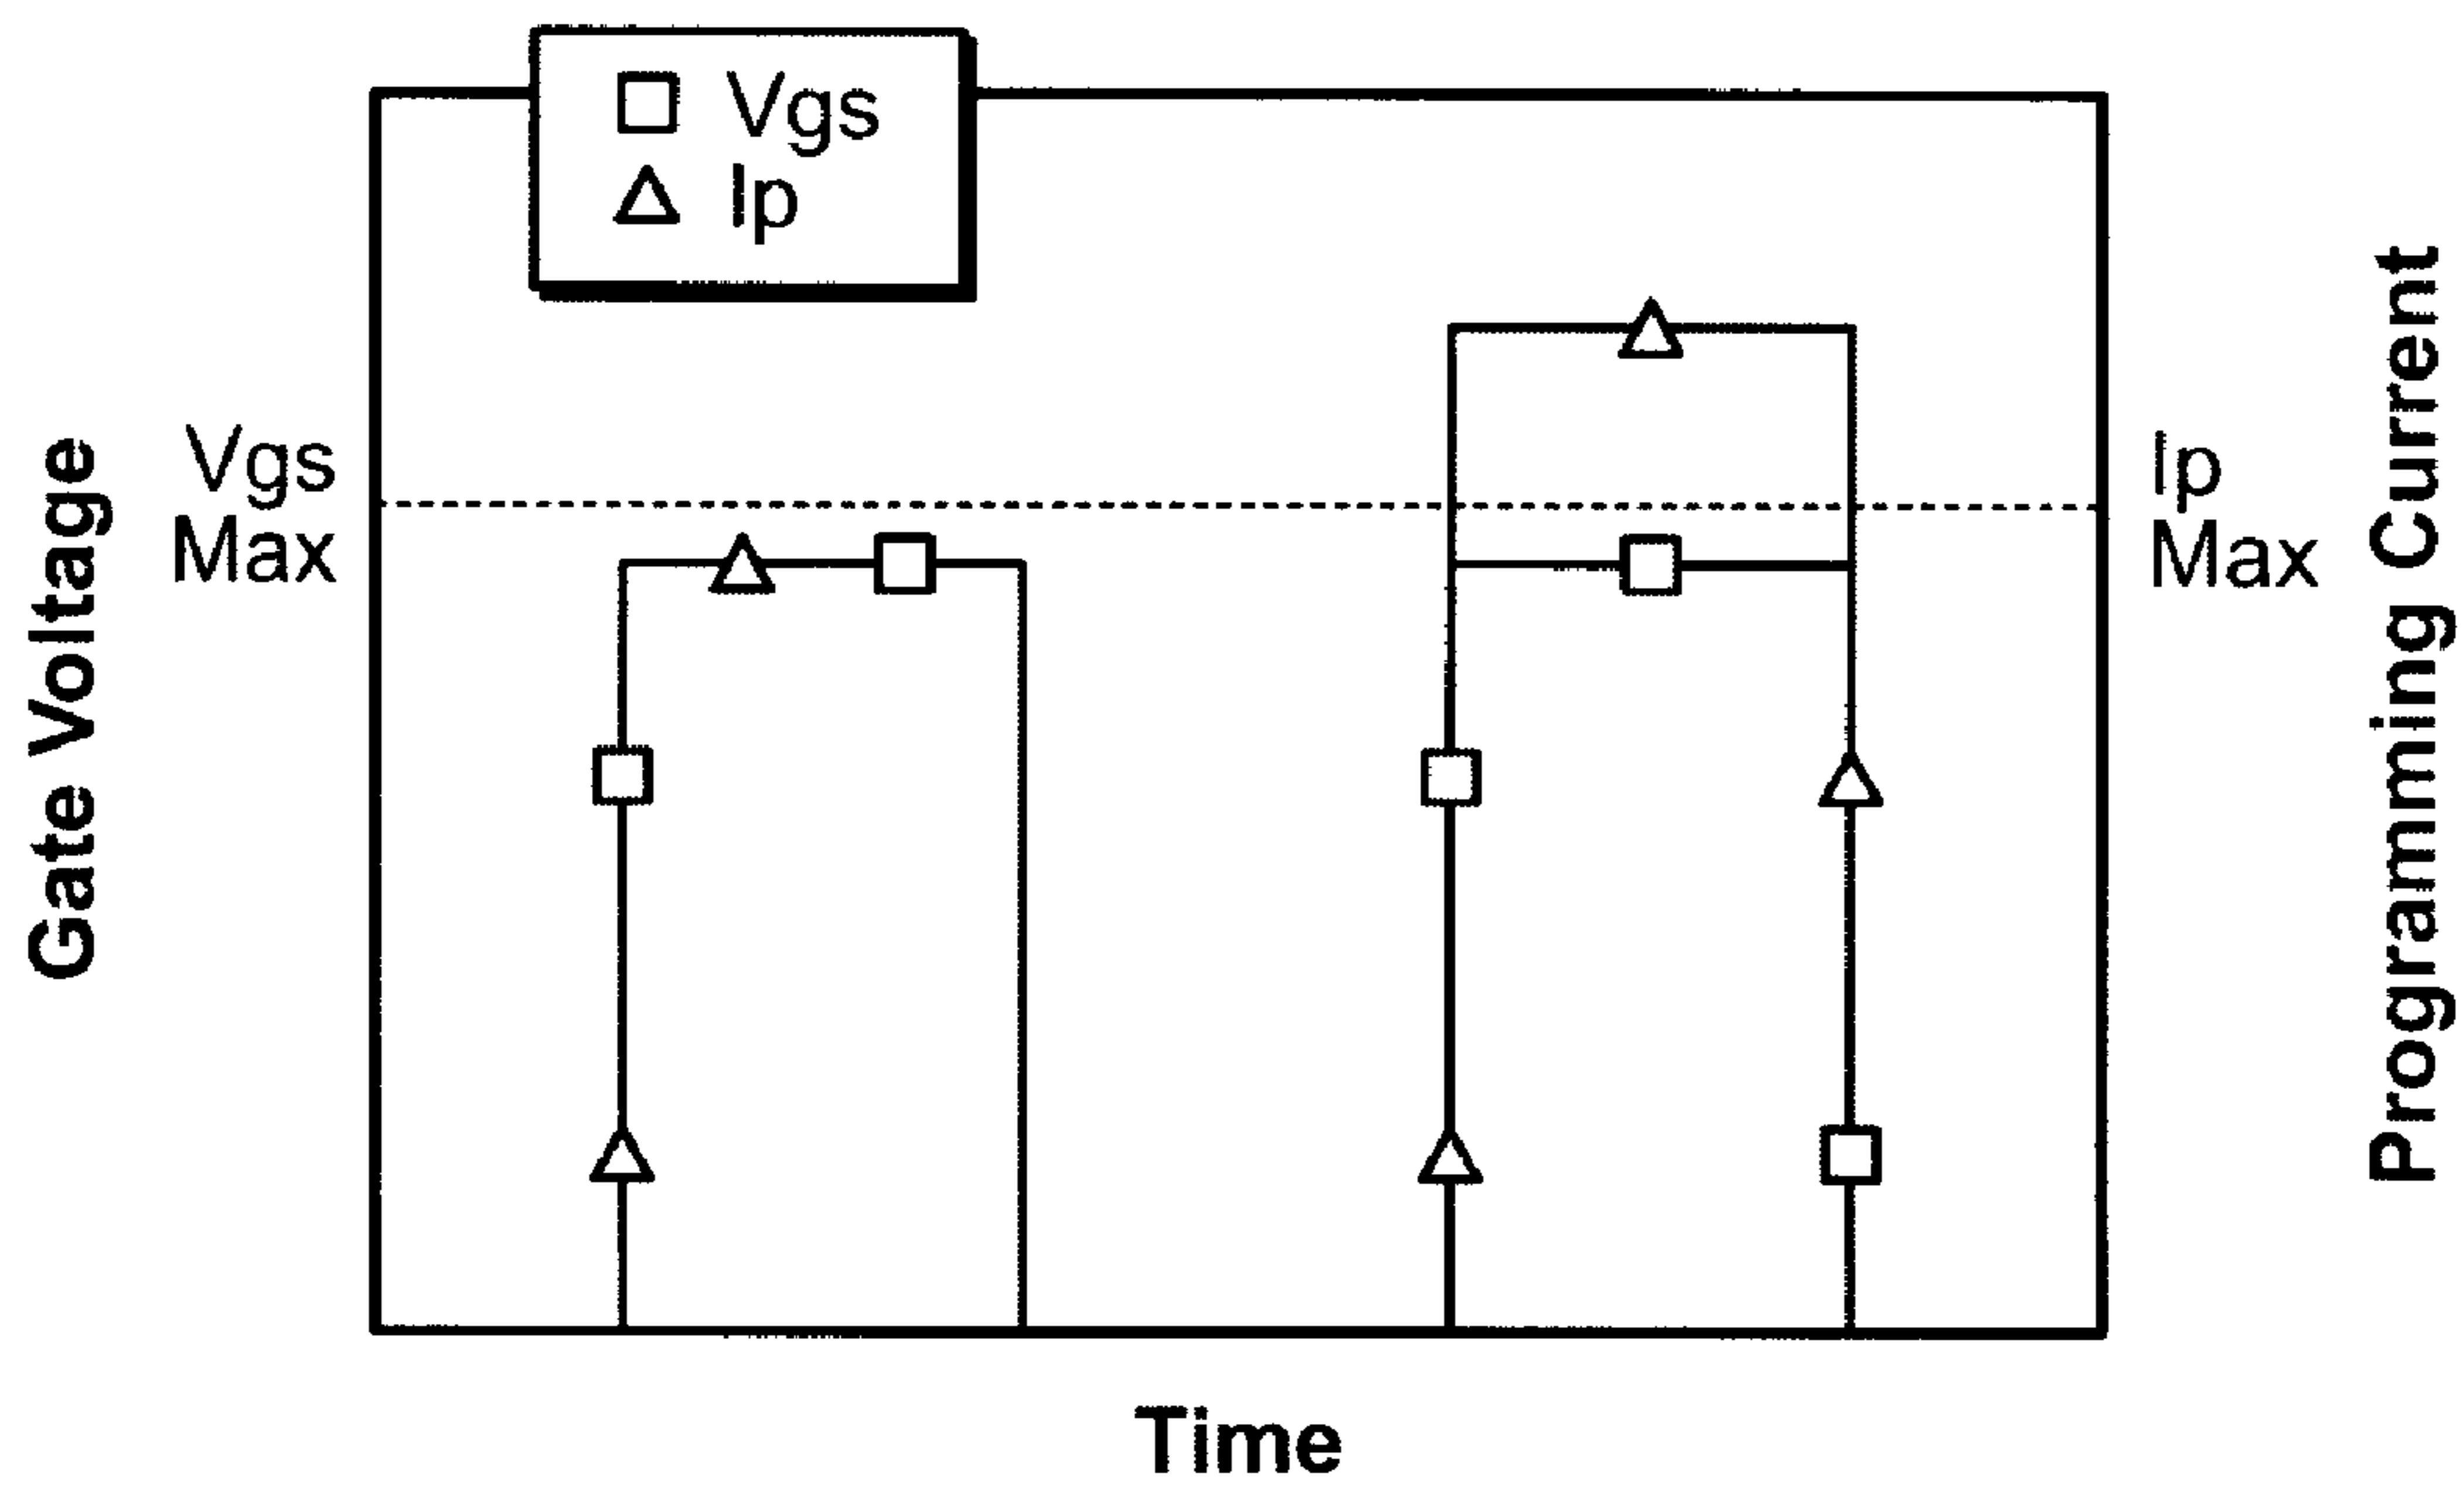 Vgs
Ip
Gate Voltage
Vgs
Max
Ip
Max
Programming Current
Time